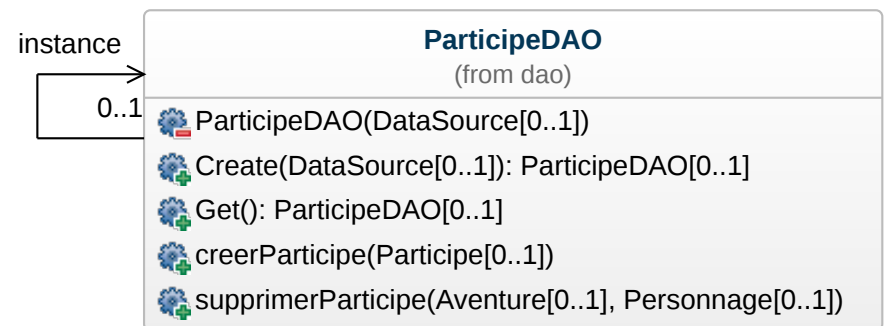 instance
0..1
ParticipeDAO
(from dao)
ParticipeDAO(DataSource[0..1])
Create(DataSource[0..1]): ParticipeDAO[0..1]
Get(): ParticipeDAO[0..1]
creerParticipe(Participe[0..1])
supprimerParticipe(Aventure[0..1], Personnage[0..1])